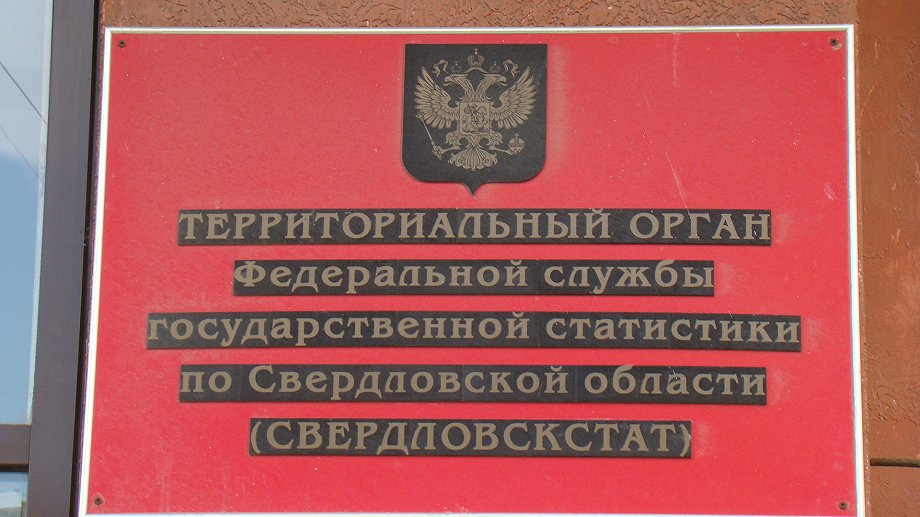 ТЕРРИТОРИАЛЬНЫЙ ОРГАН
Федеральной службы
государственной статистики
по Свердловской области
(СВЕРДЛОВСКСТАТ)